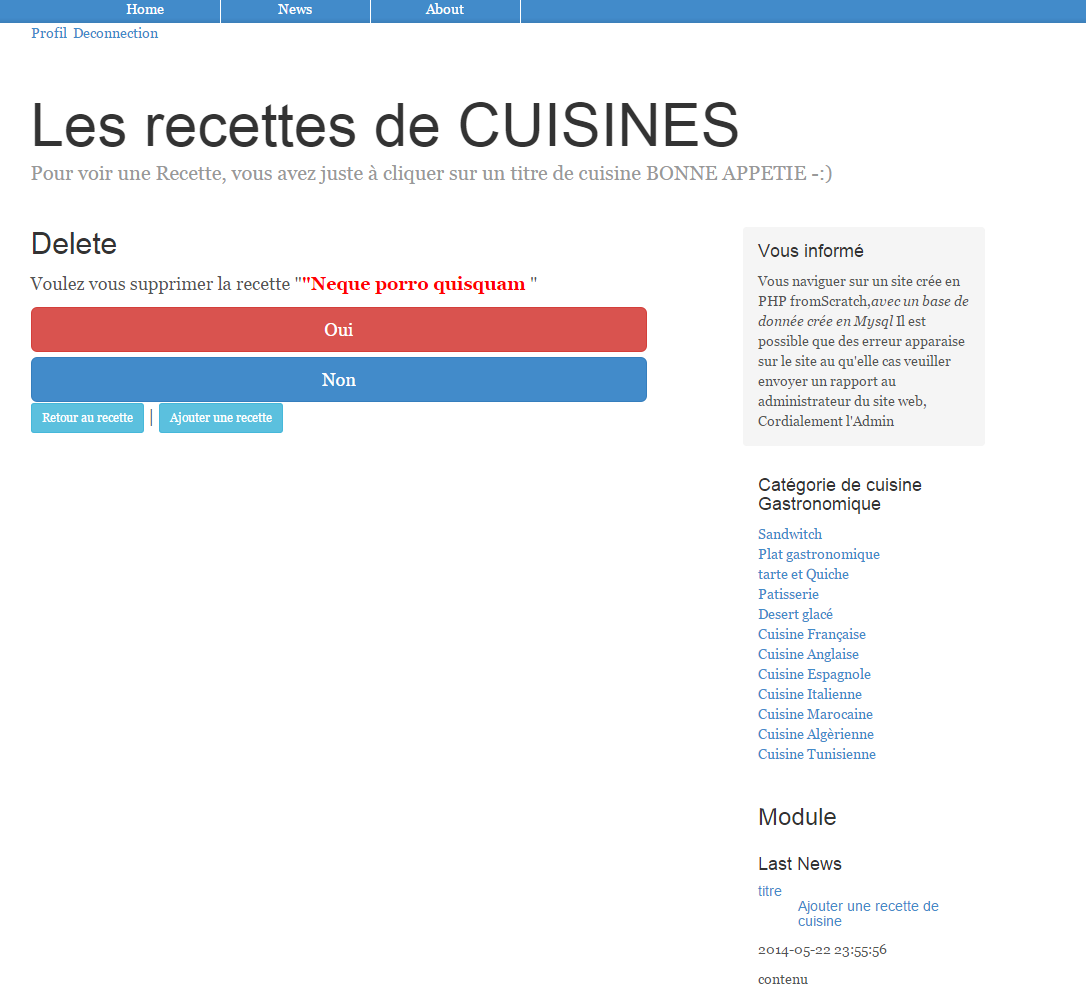 Home News About
Profil Deconnection
Les recettes de CUISINES
Pour voir une Recette, vous avez juste à cliquer sur un titre de cuisine BONNE APPETIE -:)
Delete
Voulez vous supprimer la recette ""Neque porro quisquam "
Oui
Non
Retour au recette | Ajouter une recette
Vous informé
Vous naviguer sur un site crée en
PHP fromScratch,avec un base de
donnée crée en Mysql Il est
possible que des erreur apparaise
sur le site au qu'elle cas veuiller
envoyer un rapport au
administrateur du site web,
Cordialement l'Admin
Catégorie de cuisine
Gastronomique
Sandwitch
Plat gastronomique
tarte et Quiche
Patisserie
Desert glacé
Cuisine Française
Cuisine Anglaise
Cuisine Espagnole
Cuisine Italienne
Cuisine Marocaine
Cuisine Algèrienne
Cuisine Tunisienne
Module
Last News
titre
Ajouter une recette de
cuisine
2014-05-22 23:55:56
contenu